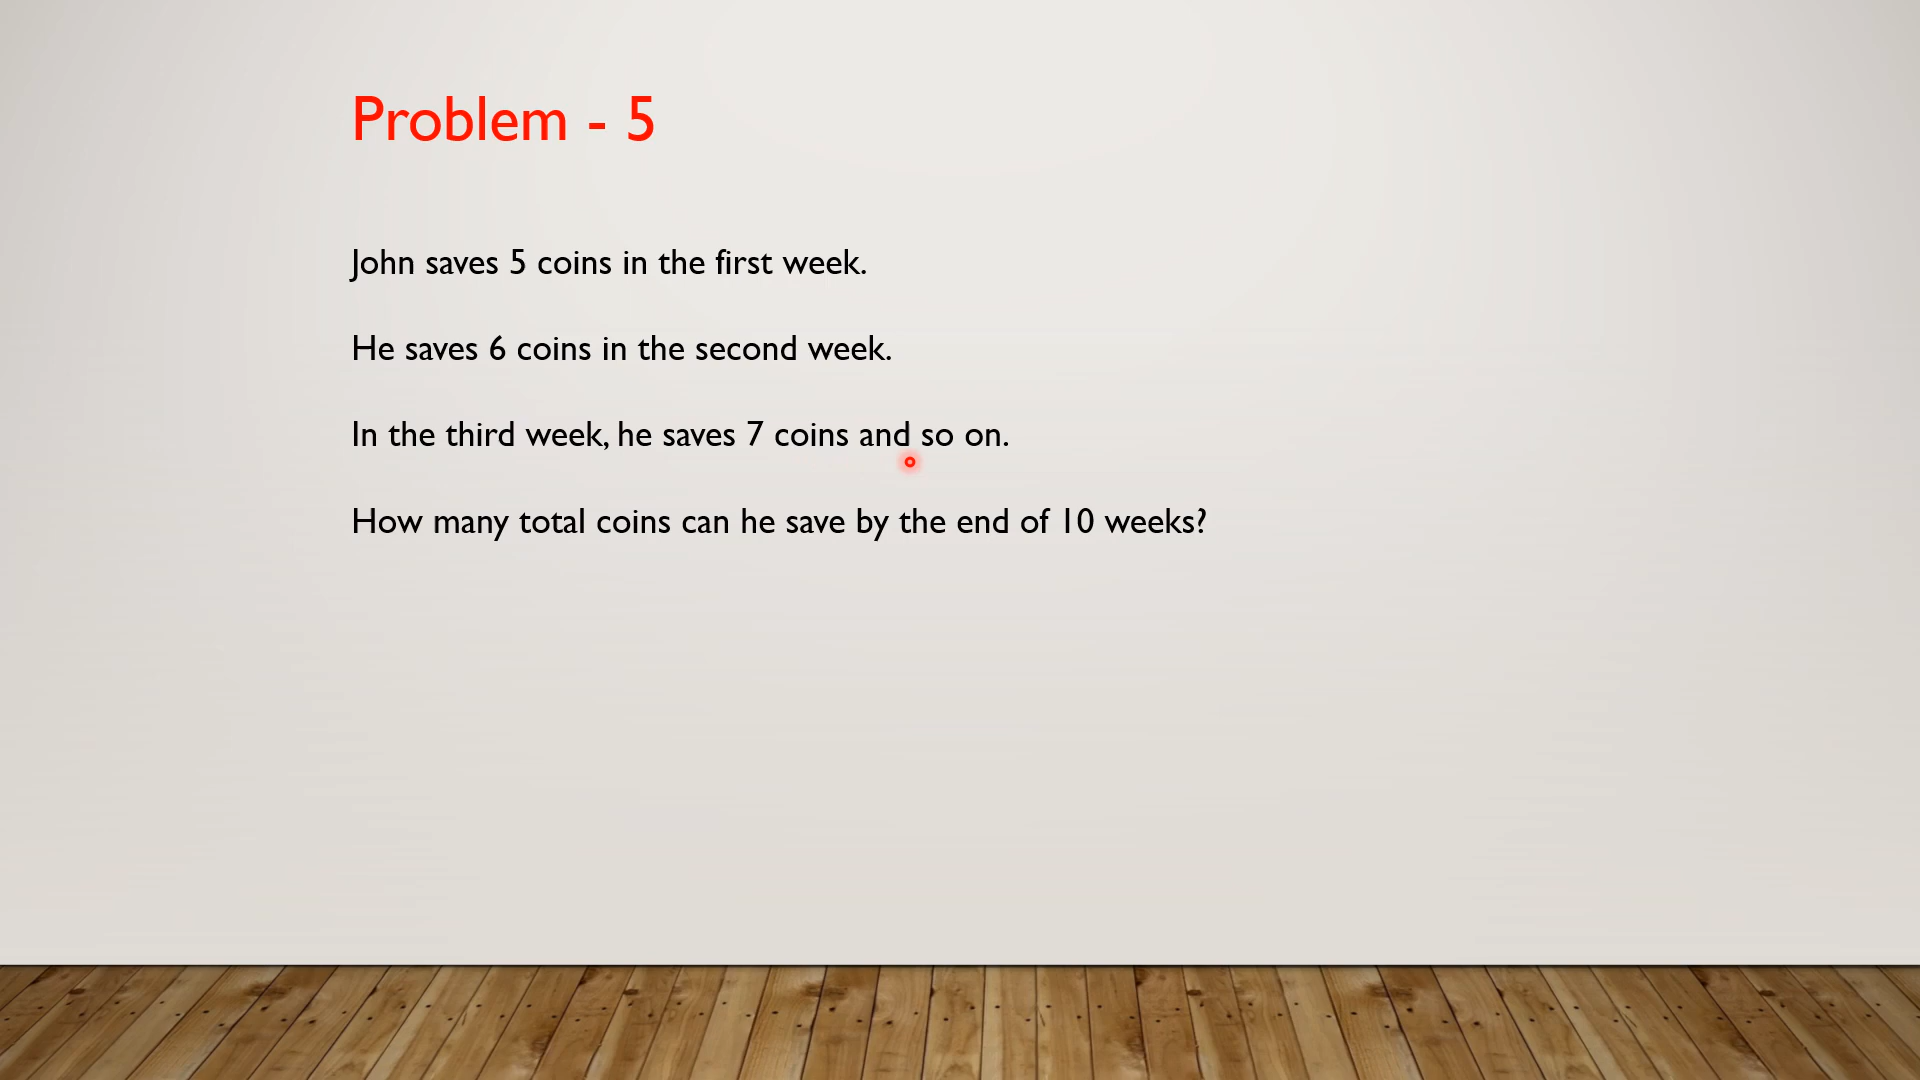 Problem - 5
John saves 5 coins in the first week.
He saves 6 coins in the second week.
In the third week, he saves 7 coins and so on.
How many total coins can he save by the end of 10 weeks?